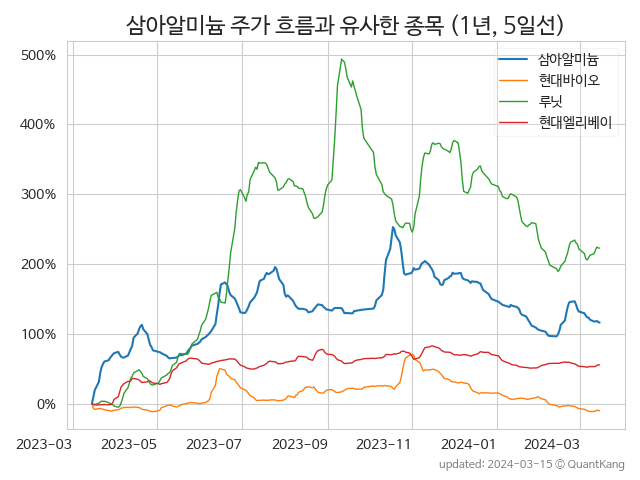 삼아알미늄 주가 흐름과 유사한 종목 (1년, 5일선)
500%
400%
300%
200%
100%
0%
삼아알미늄
현대바이오
루닛
현대엘리베이
2023-03 2023-05 2023-07 2023-09 2023-11 2024-01 2024-03
updated: 2024-03-15 ⓒ QuantKang